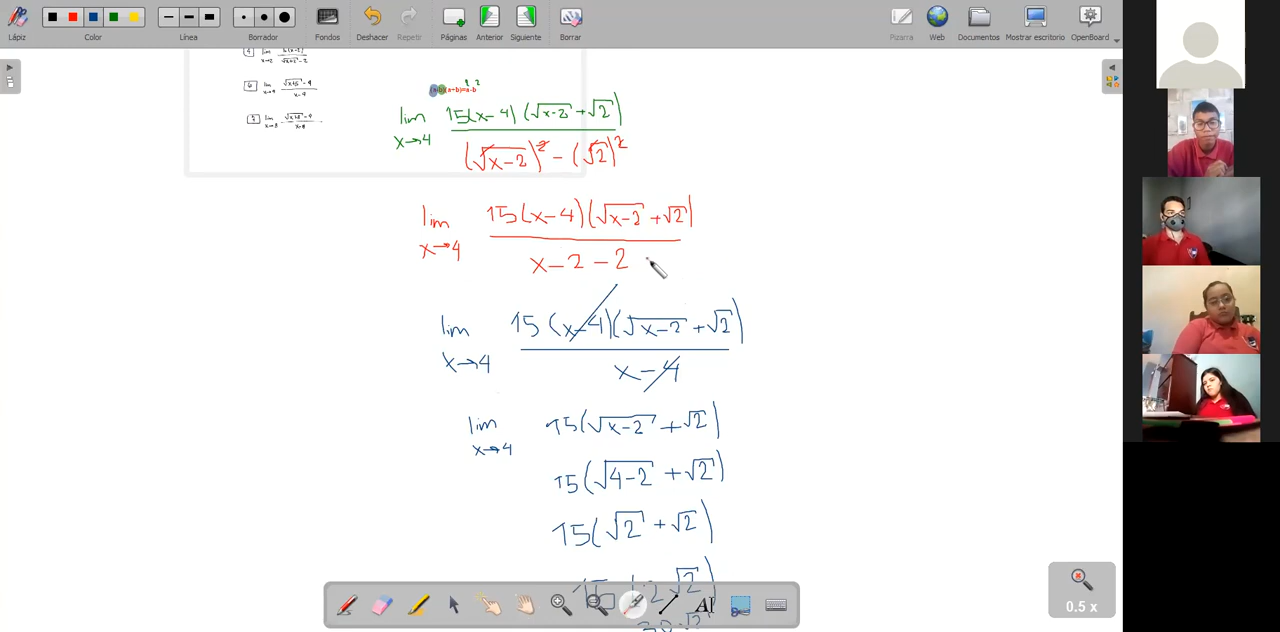 Lápiz
Color
Línea
Borrador
Fondos
Deshacer
Repetir
Páginas
Anterior
Siguiente
Borrar
Pizarra
Web
Documentos
Mostrar escritorio
OpenBoard
lim x→4 15(x-4)(√x-2 + √2) / (√x-2)² - (√2)²
lim x→4 15(x-4)(√x-2 + √2) / x-2-2
lim x→4 15(x-4)(√x-2 + √2) / x-4
lim x→4 15(√x-2 + √2)
15(√4-2 + √2)
15(√2 + √2)
0.5 x